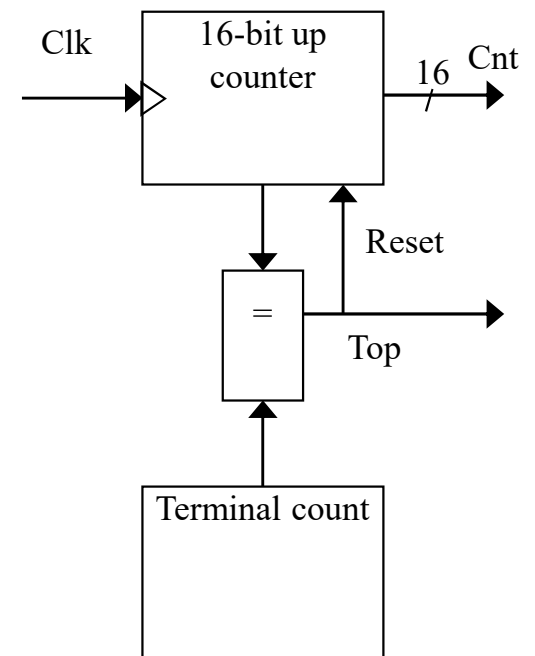 Clk
16-bit up
counter
16
Cnt
Reset
=
Top
Terminal count